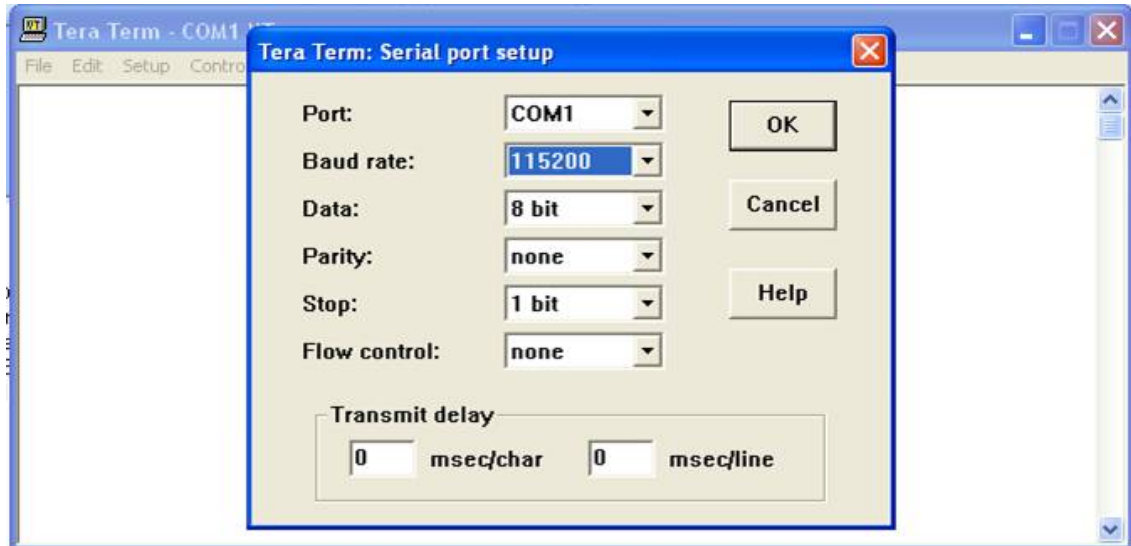 Tera Term - COM1
File Edit Setup Contro
Tera Term: Serial port setup
Port: COM1
OK
Baud rate: 115200
Data: 8 bit
Cancel
Parity: none
Stop: 1 bit
Help
Flow control: none
Transmit delay
0 msec/char 0 msec/line